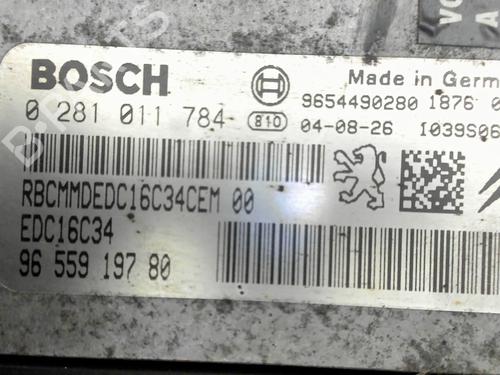 BOSCH
Made in Germ
0 281 011 784
810
9654490280 1876
04-08-26 I039S06
RBCMMDEDC16C34CEM 00
EDC16C34
96 559 197 80